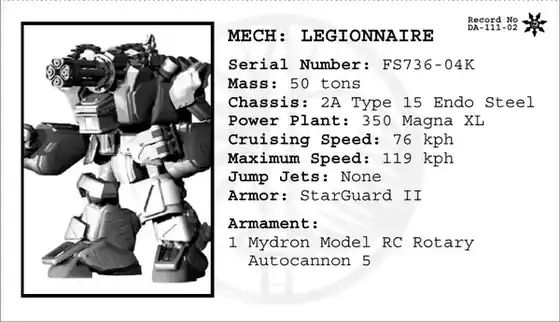 Record No
DA-111-02
MECH: LEGIONNAIRE
Serial Number: FS736-04K
Mass: 50 tons
Chassis: 2A Type 15 Endo Steel
Power Plant: 350 Magna XL
Cruising Speed: 76 kph
Maximum Speed: 119 kph
Jump Jets: None
Armor: StarGuard II
Armament:
1 Mydron Model RC Rotary
Autocannon 5